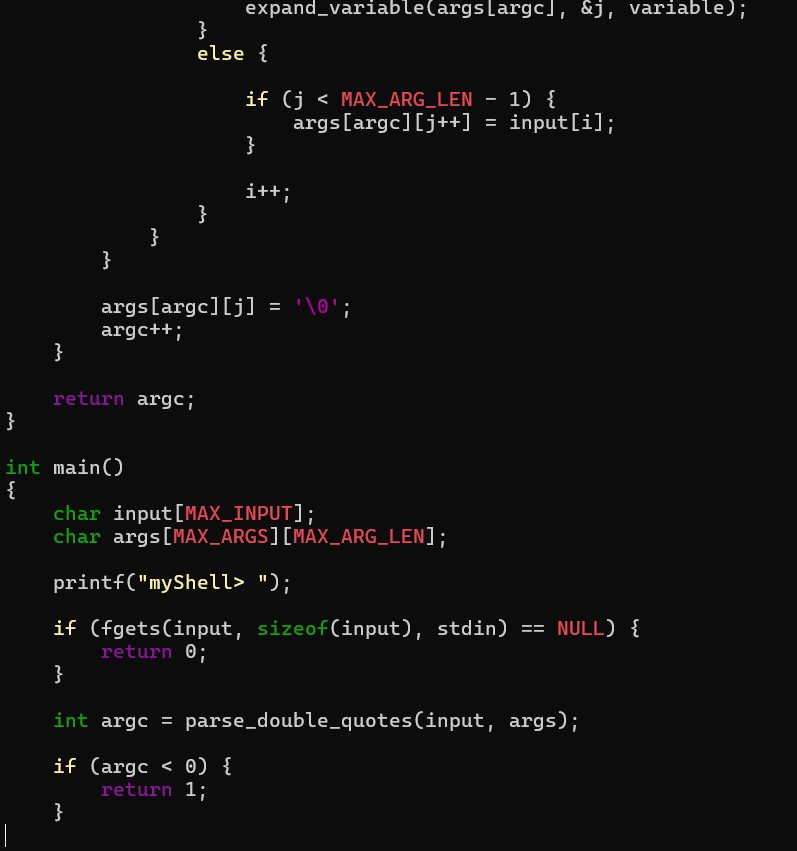 expand_variable(args[argc], &j, variable);
                }
                else {

                    if (j < MAX_ARG_LEN - 1) {
                        args[argc][j++] = input[i];
                    }

                    i++;
                }
            }
        }

        args[argc][j] = '\0';
        argc++;
    }

    return argc;
}

int main()
{
    char input[MAX_INPUT];
    char args[MAX_ARGS][MAX_ARG_LEN];

    printf("myShell> ");

    if (fgets(input, sizeof(input), stdin) == NULL) {
        return 0;
    }

    int argc = parse_double_quotes(input, args);

    if (argc < 0) {
        return 1;
    }